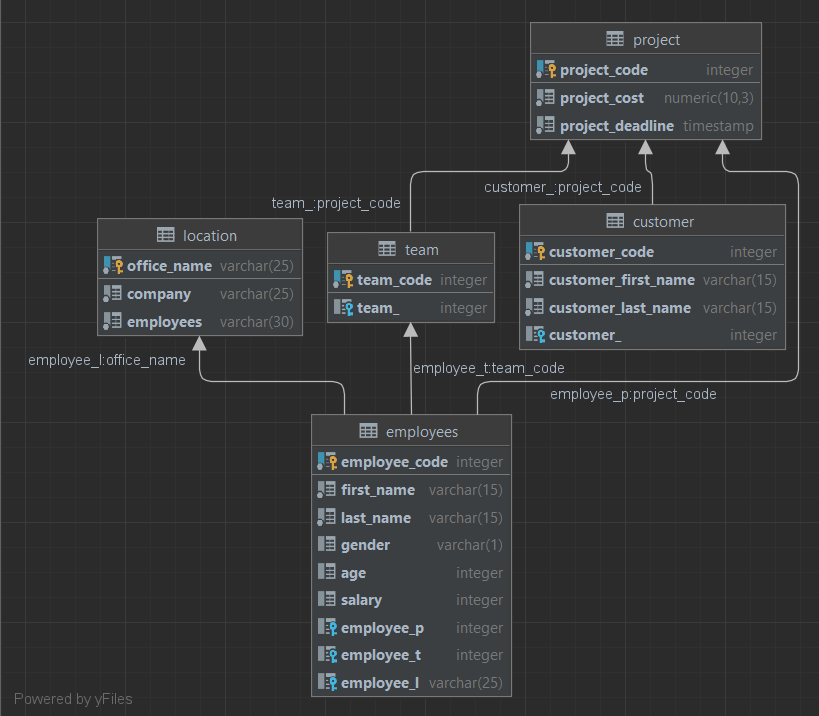 project
project_code integer
project_cost numeric(10,3)
project_deadline timestamp
team_:project_code
customer_:project_code
location
office_name varchar(25)
company varchar(25)
employees varchar(30)
team
team_code integer
team_ integer
customer
customer_code integer
customer_first_name varchar(15)
customer_last_name varchar(15)
customer_ integer
employee_l:office_name
employee_t:team_code
employee_p:project_code
employees
employee_code integer
first_name varchar(15)
last_name varchar(15)
gender varchar(1)
age integer
salary integer
employee_p integer
employee_t integer
employee_l varchar(25)
Powered by yFiles